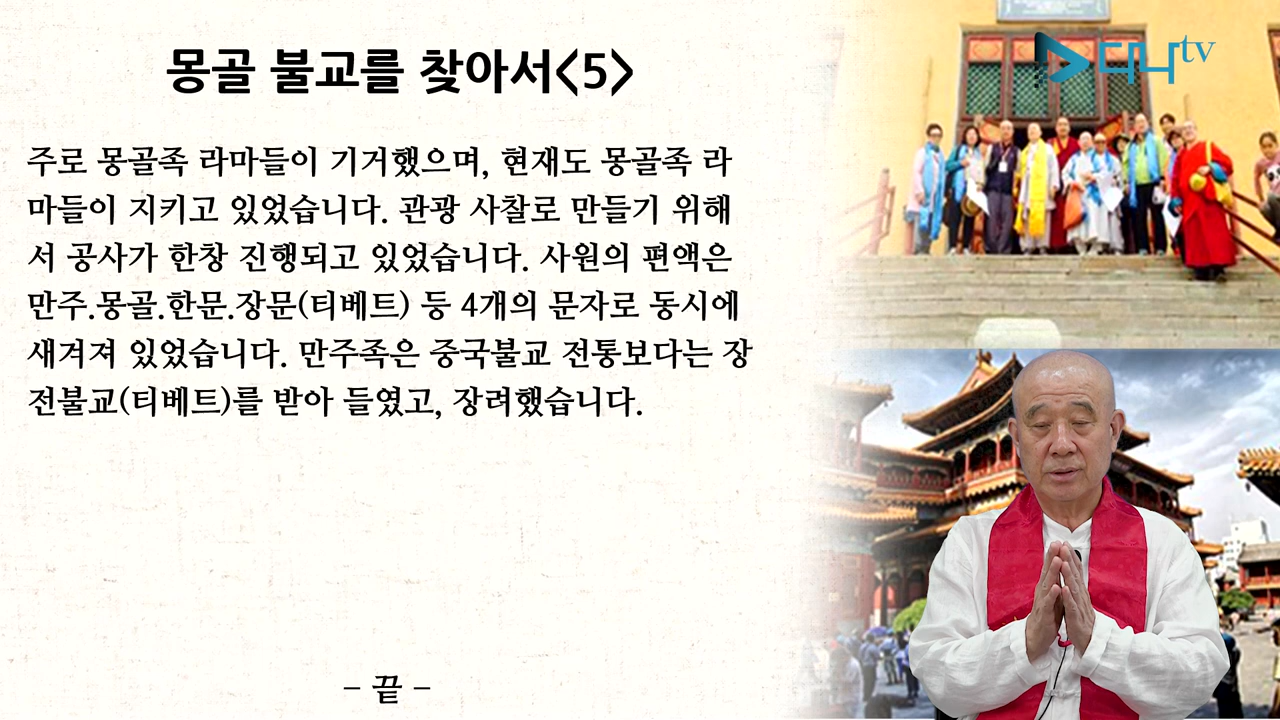 몽골 불교를 찾아서<5>
다나tv
주로 몽골족 라마들이 기거했으며, 현재도 몽골족 라
마들이 지키고 있었습니다. 관광 사찰로 만들기 위해
서 공사가 한창 진행되고 있었습니다. 사원의 편액은
만주.몽골.한문.장문(티베트) 등 4개의 문자로 동시에
새겨져 있었습니다. 만주족은 중국불교 전통보다는 장
전불교(티베트)를 받아 들였고, 장려했습니다.
- 끝 -